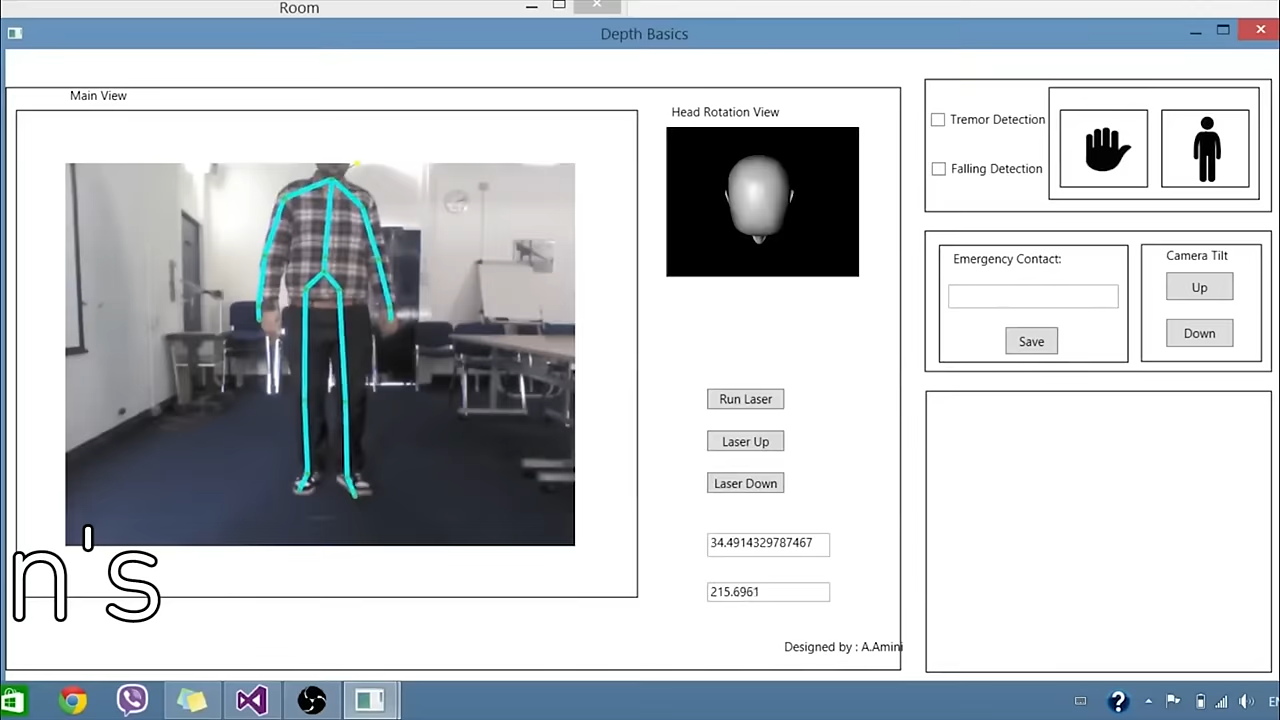 Room
Depth Basics
Main View
Head Rotation View
Tremor Detection
Falling Detection
Emergency Contact:
Save
Camera Tilt
Up
Down
Run Laser
Laser Up
Laser Down
34.4914329787467
215.6961
Designed by : A.Amini
n's